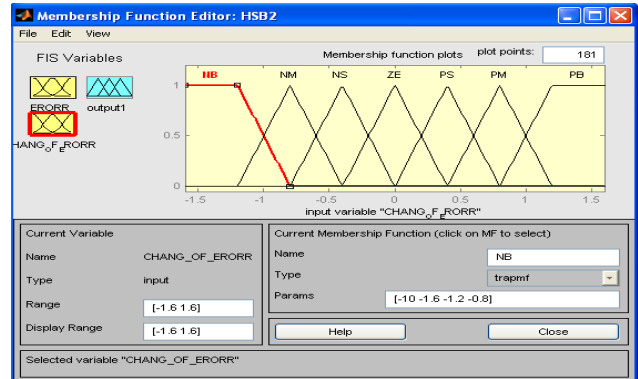 Membership Function Editor: HSB2
File Edit View
FIS Variables
ERORR output1
HANG_OF_ERORR
Membership function plots plot points: 181
NB NM NS ZE PS PM PB
1
0.5
0
-1.5 -1 -0.5 0 0.5 1 1.5
input variable "CHANG_OF_ERORR"
Current Variable
Name CHANG_OF_ERORR
Type input
Range [-1.6 1.6]
Display Range [-1.6 1.6]
Current Membership Function (click on MF to select)
Name NB
Type trapmf
Params [-10 -1.6 -1.2 -0.8]
Help Close
Selected variable "CHANG_OF_ERORR"